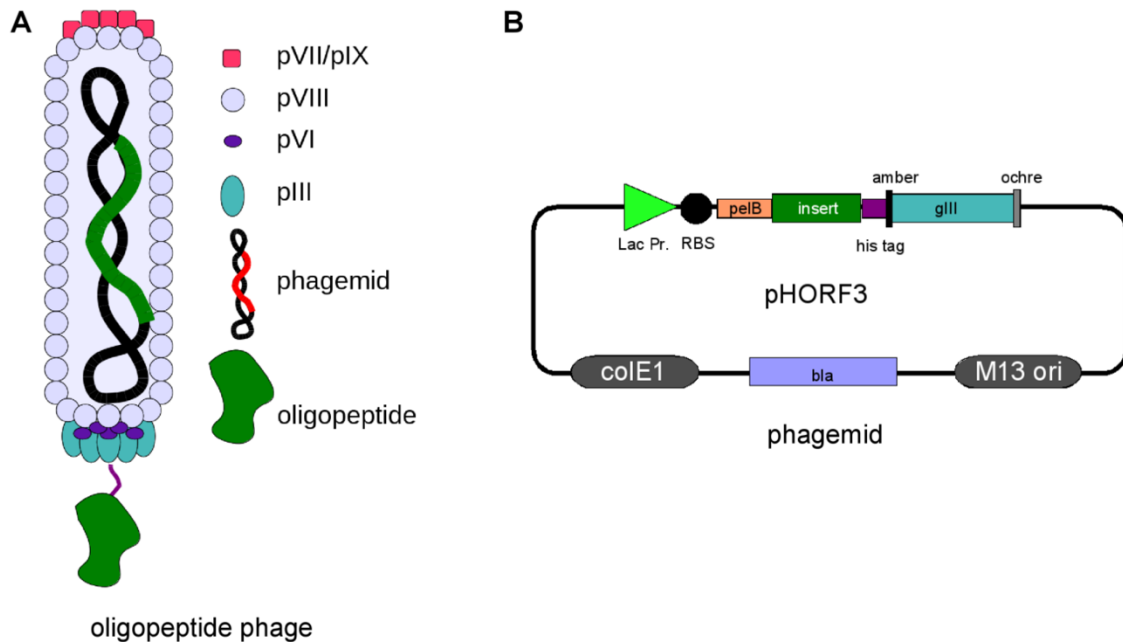 A
pVII/pIX
pVIII
pVI
pIII
phagemid
oligopeptide
oligopeptide phage
B
amber
ochre
pelB
insert
gIII
Lac Pr.
RBS
his tag
pHORF3
colE1
bla
M13 ori
phagemid